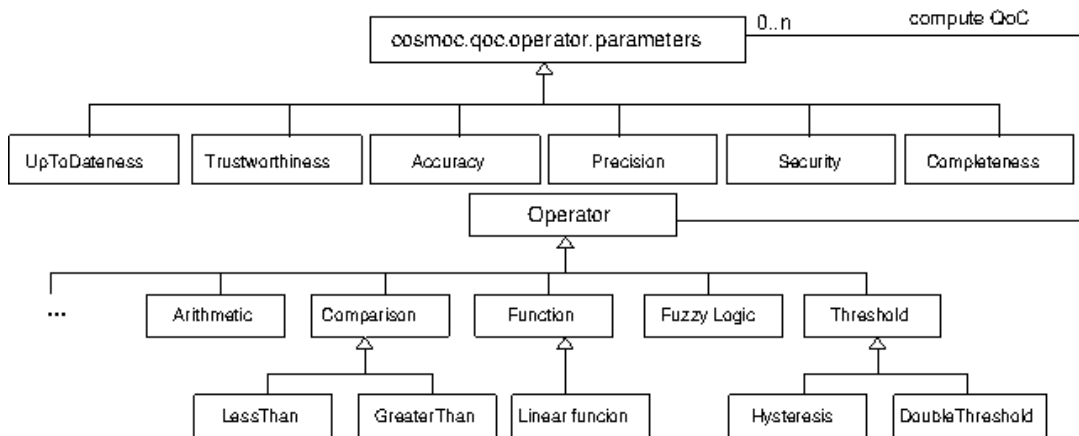 0..n
compute QoC
cosmoc.qoc.operator.parameters
UpToDateness
Trustworthiness
Accuracy
Precision
Security
Completeness
Operator
...
Arithmetic
Comparison
Function
Fuzzy Logic
Threshold
LessThan
GreaterThan
Linear funcion
Hysteresis
DoubleThreshold